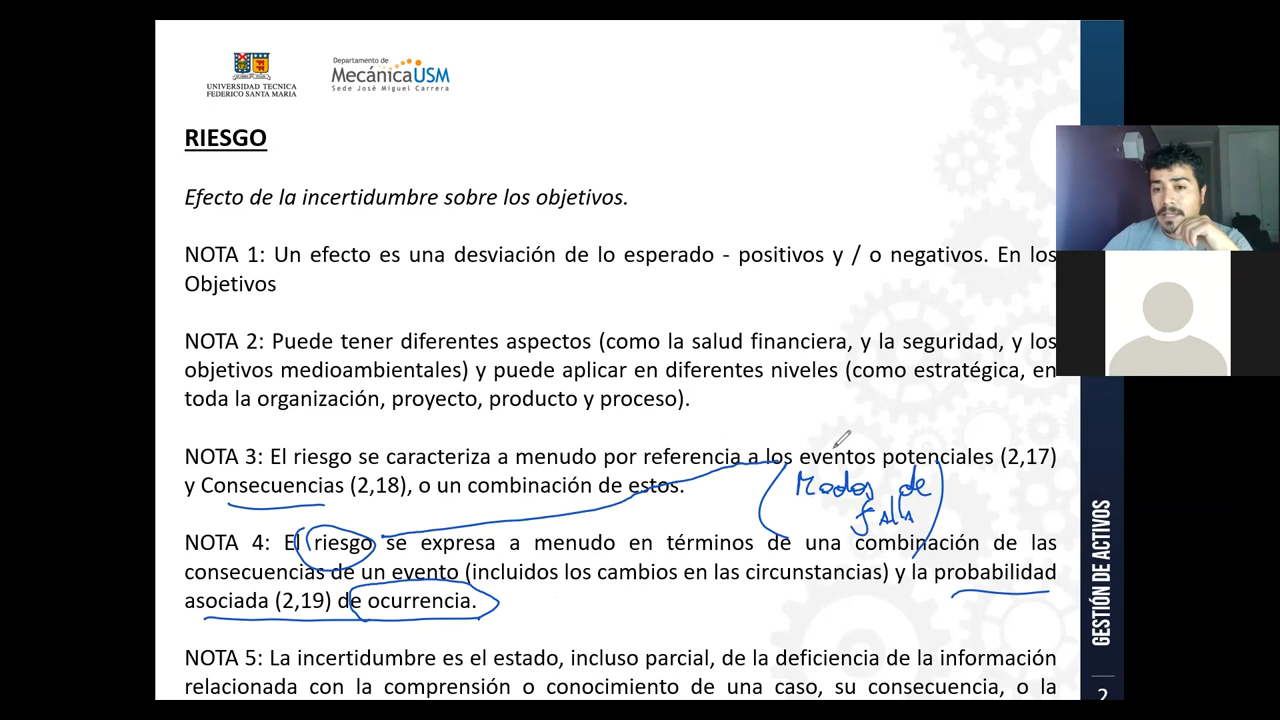 UNIVERSIDAD TECNICA
FEDERICO SANTA MARIA
Departamento de
MecánicaUSM
Sede José Miguel Carrera
RIESGO
Efecto de la incertidumbre sobre los objetivos.
NOTA 1: Un efecto es una desviación de lo esperado - positivos y / o negativos. En los
Objetivos
NOTA 2: Puede tener diferentes aspectos (como la salud financiera, y la seguridad, y los
objetivos medioambientales) y puede aplicar en diferentes niveles (como estratégica, en
toda la organización, proyecto, producto y proceso).
NOTA 3: El riesgo se caracteriza a menudo por referencia a los eventos potenciales (2,17)
y Consecuencias (2,18), o un combinación de estos.
Modos de
falla
NOTA 4: El riesgo se expresa a menudo en términos de una combinación de las
consecuencias de un evento (incluidos los cambios en las circunstancias) y la probabilidad
asociada (2,19) de ocurrencia.
NOTA 5: La incertidumbre es el estado, incluso parcial, de la deficiencia de la información
relacionada con la comprensión o conocimiento de una caso, su consecuencia, o la
GESTIÓN DE ACTIVOS
2